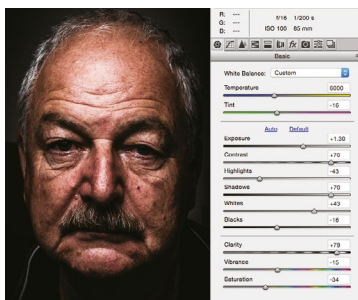 R: ---
G: ---
B: ---
f/16 1/200 s
ISO 100 85 mm
Basic
White Balance: Custom
Temperature 6000
Tint -16
Auto Default
Exposure +1.30
Contrast +70
Highlights -43
Shadows +70
Whites +43
Blacks -16
Clarity +79
Vibrance -15
Saturation -34